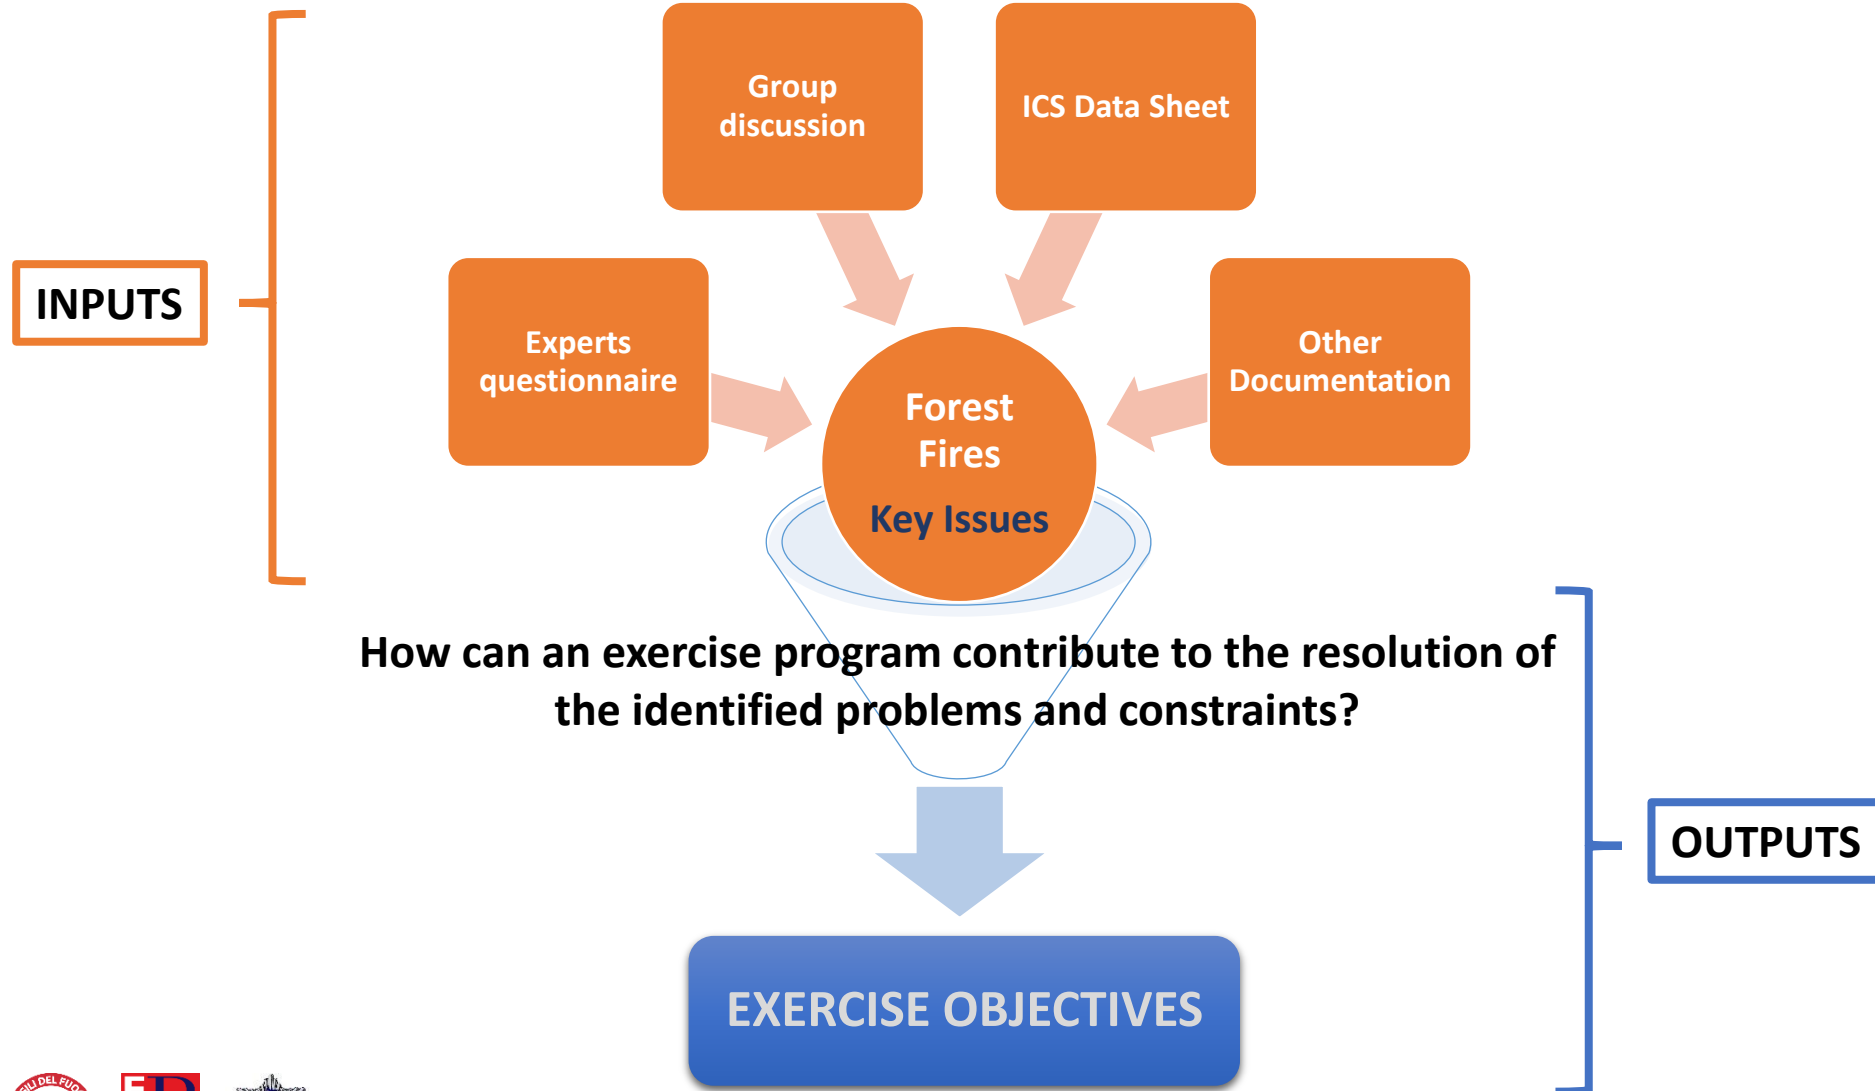 Group
discussion
ICS Data Sheet
INPUTS
Experts
questionnaire
Other
Documentation
Forest
Fires
Key Issues
How can an exercise program contribute to the resolution of
the identified problems and constraints?
OUTPUTS
EXERCISE OBJECTIVES